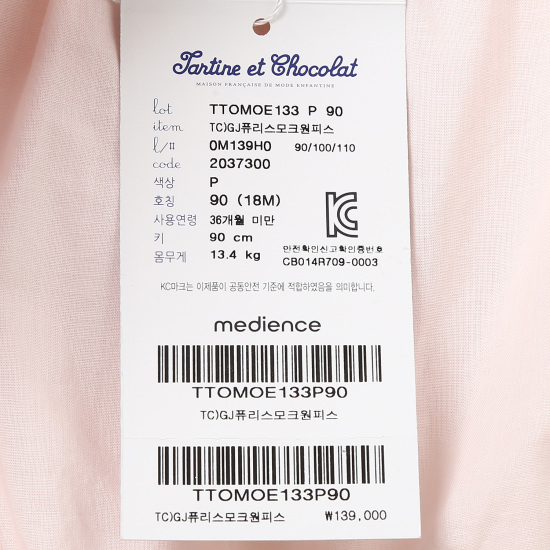 Tartine et Chocolat
MAISON FRANÇAISE DE MODE ENFANTINE
lot TTOMOE133 P 90
item TC)GJ퓨리스모크원피스
l/# 0M139H0 90/100/110
code 2037300
색상 P
호칭 90 (18M)
사용연령 36개월 미만
키 90 cm
몸무게 13.4 kg
안전확인신고확인증번호
CB014R709-0003
KC마크는 이제품이 공동안전 기준에 적합하였음을 의미합니다.
medience
TTOMOE133P90
TC)GJ퓨리스모크원피스
TTOMOE133P90
TC)GJ퓨리스모크원피스 ₩139,000